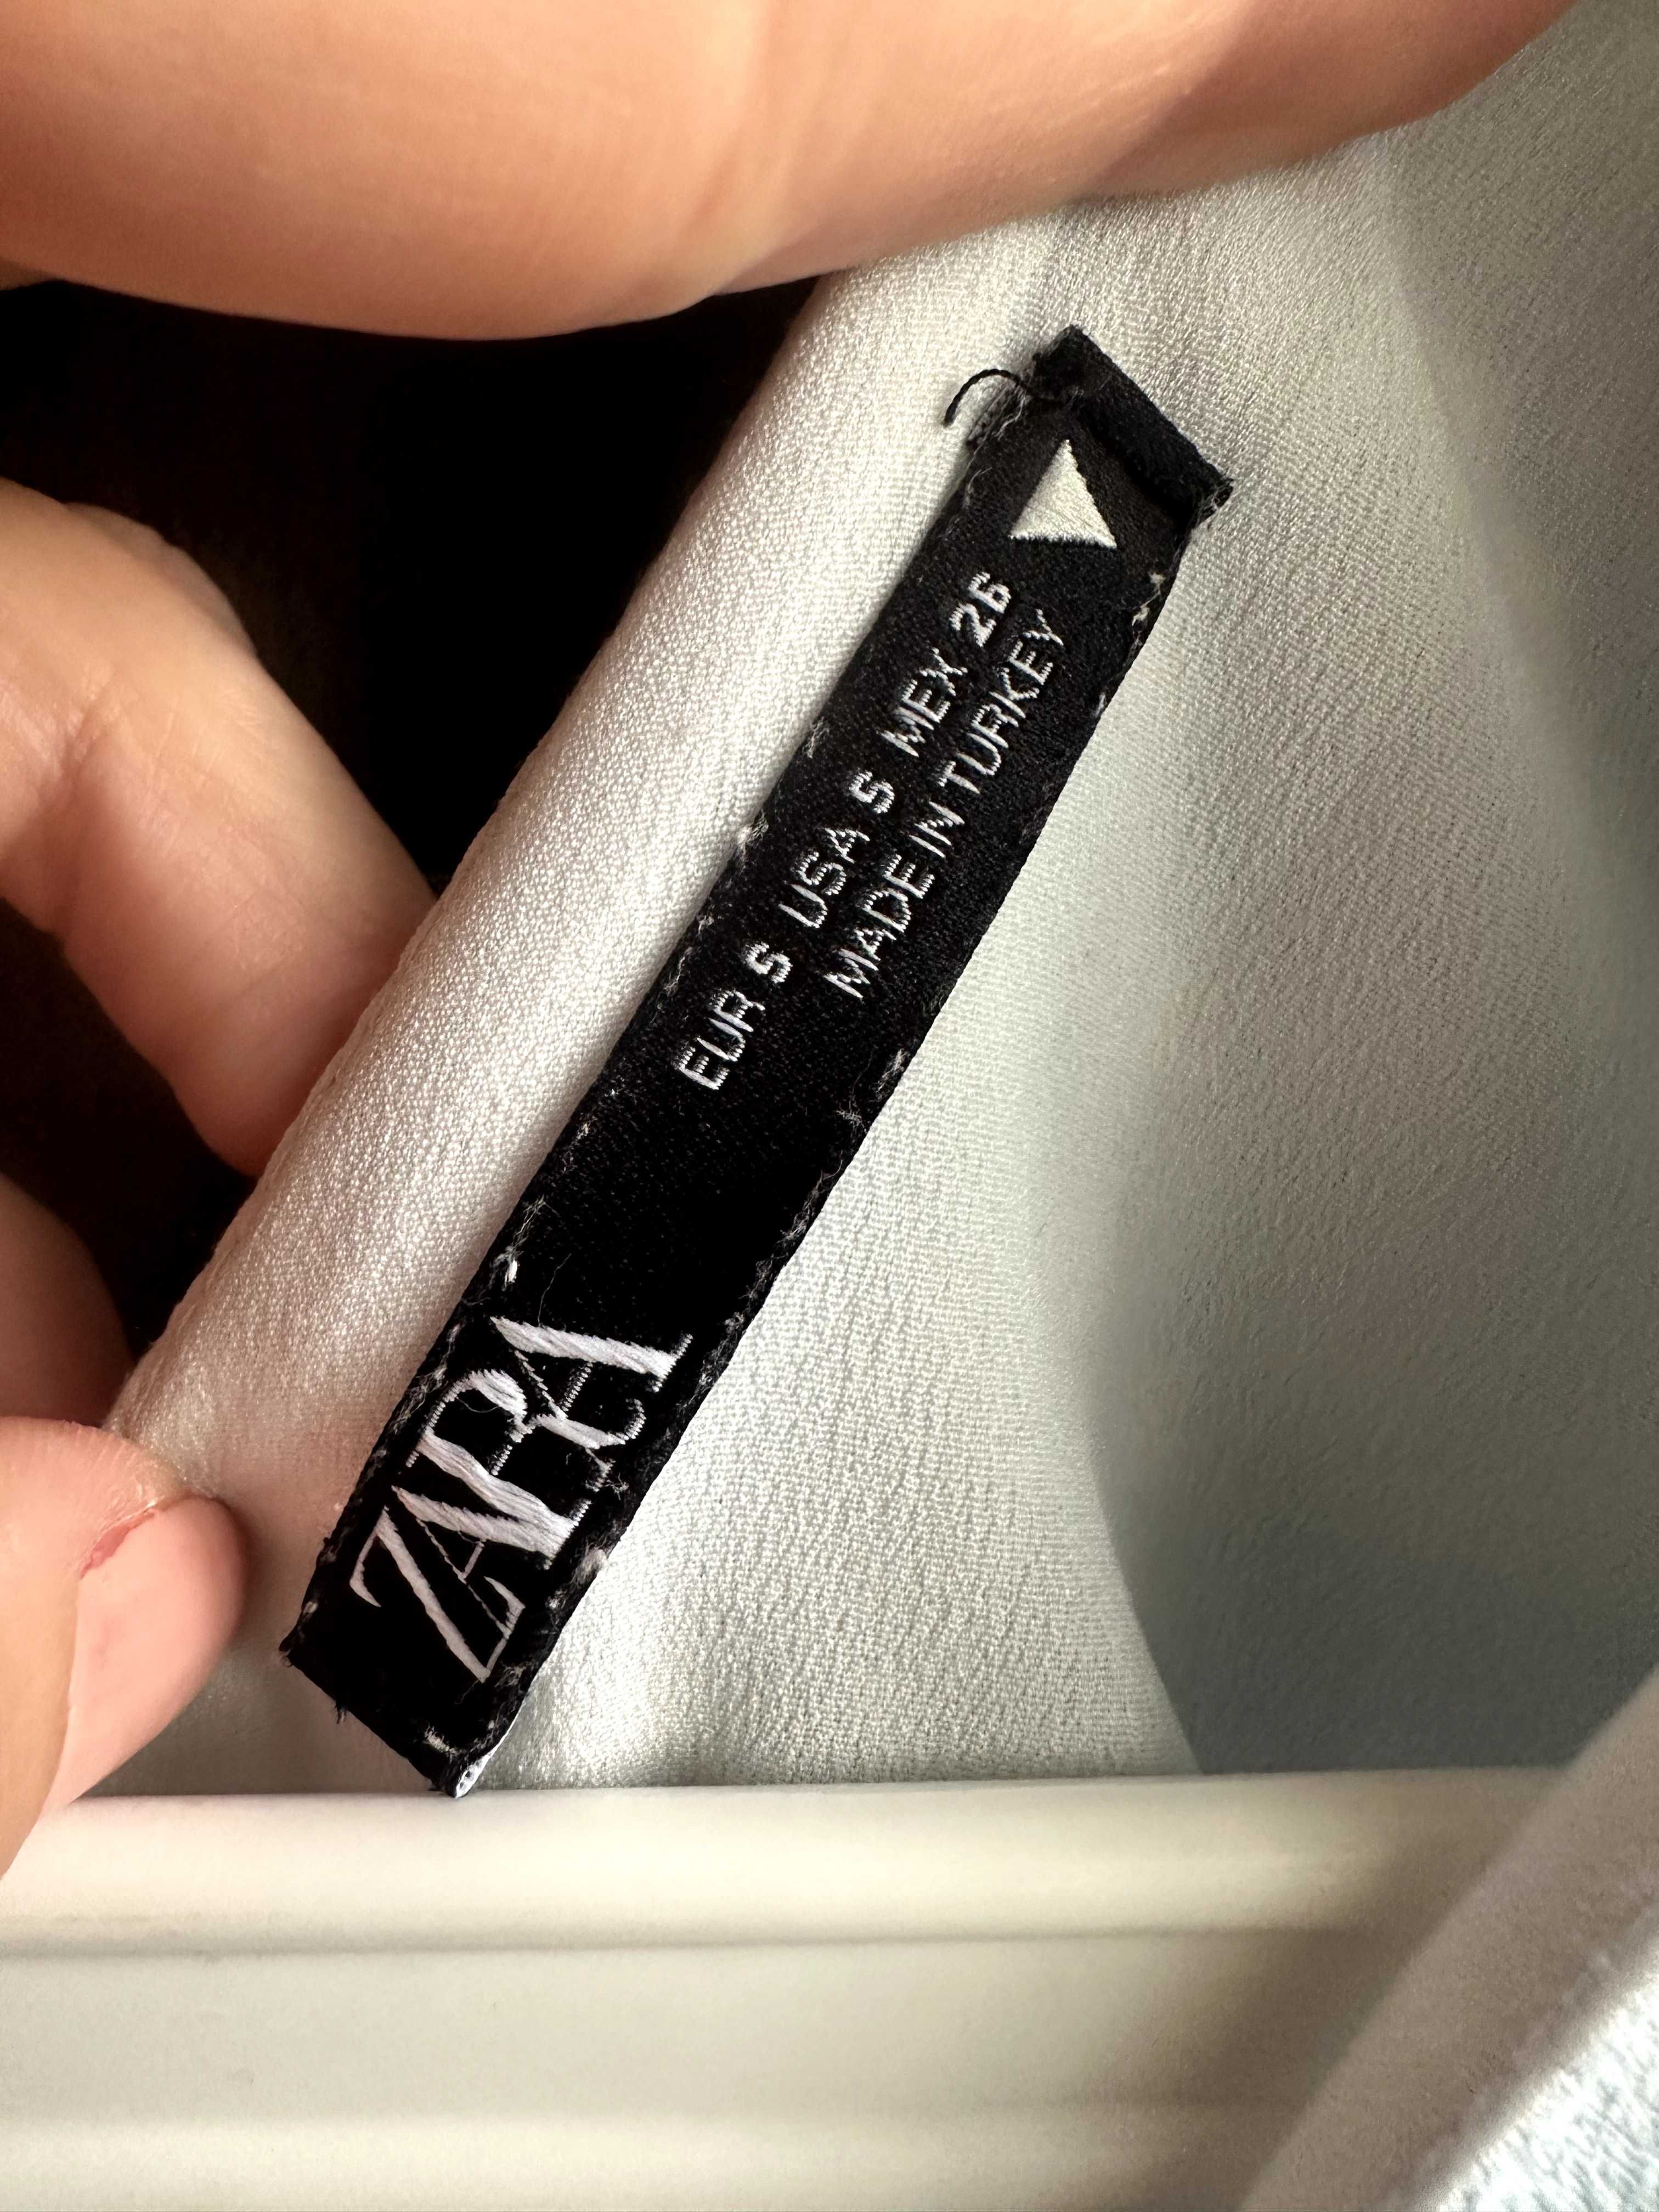 ZARA
EUR S USA S MEX 26
MADE IN TURKEY